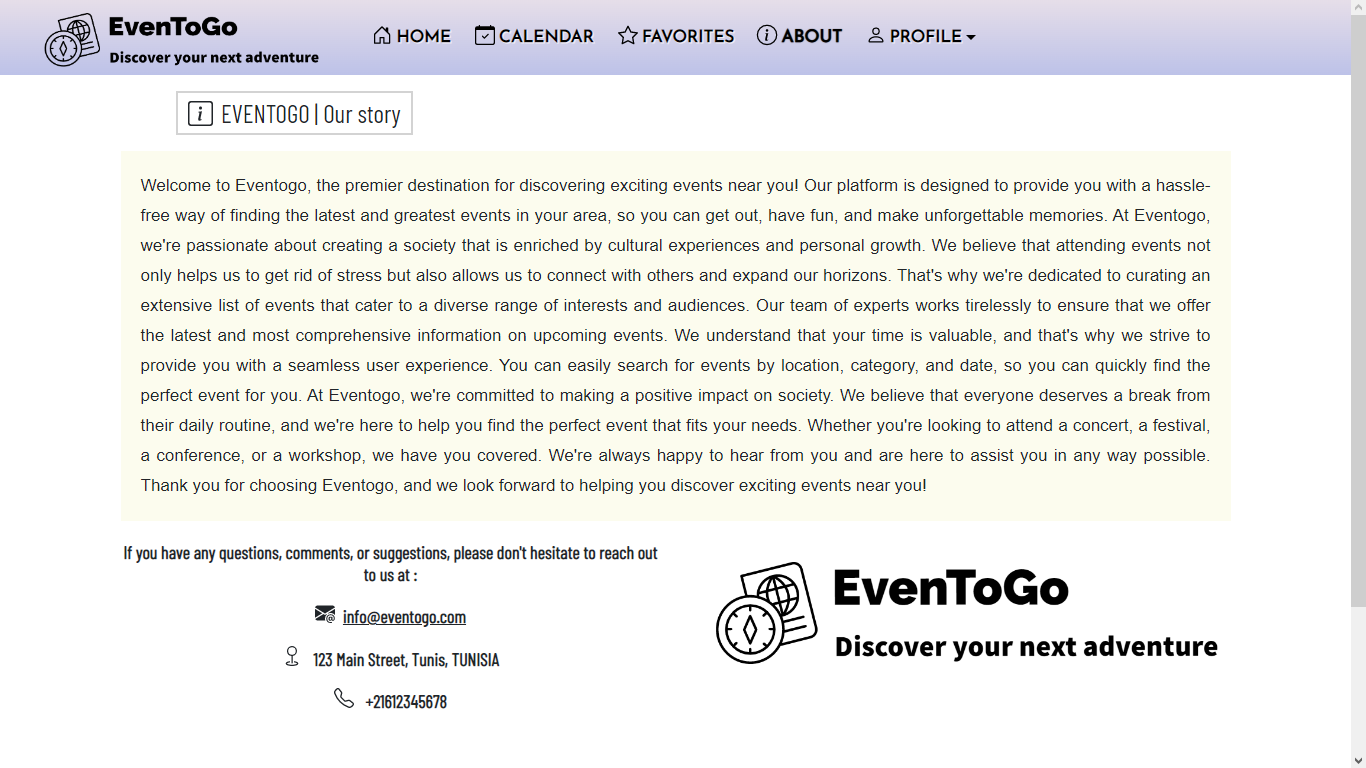 EvenToGo
Discover your next adventure
HOME CALENDAR FAVORITES ABOUT PROFILE
EVENTOGO | Our story
Welcome to Eventogo, the premier destination for discovering exciting events near you! Our platform is designed to provide you with a hassle-
free way of finding the latest and greatest events in your area, so you can get out, have fun, and make unforgettable memories. At Eventogo,
we're passionate about creating a society that is enriched by cultural experiences and personal growth. We believe that attending events not
only helps us to get rid of stress but also allows us to connect with others and expand our horizons. That's why we're dedicated to curating an
extensive list of events that cater to a diverse range of interests and audiences. Our team of experts works tirelessly to ensure that we offer
the latest and most comprehensive information on upcoming events. We understand that your time is valuable, and that's why we strive to
provide you with a seamless user experience. You can easily search for events by location, category, and date, so you can quickly find the
perfect event for you. At Eventogo, we're committed to making a positive impact on society. We believe that everyone deserves a break from
their daily routine, and we're here to help you find the perfect event that fits your needs. Whether you're looking to attend a concert, a festival,
a conference, or a workshop, we have you covered. We're always happy to hear from you and are here to assist you in any way possible.
Thank you for choosing Eventogo, and we look forward to helping you discover exciting events near you!
If you have any questions, comments, or suggestions, please don't hesitate to reach out
to us at :
info@eventogo.com
123 Main Street, Tunis, TUNISIA
+21612345678
EvenToGo
Discover your next adventure